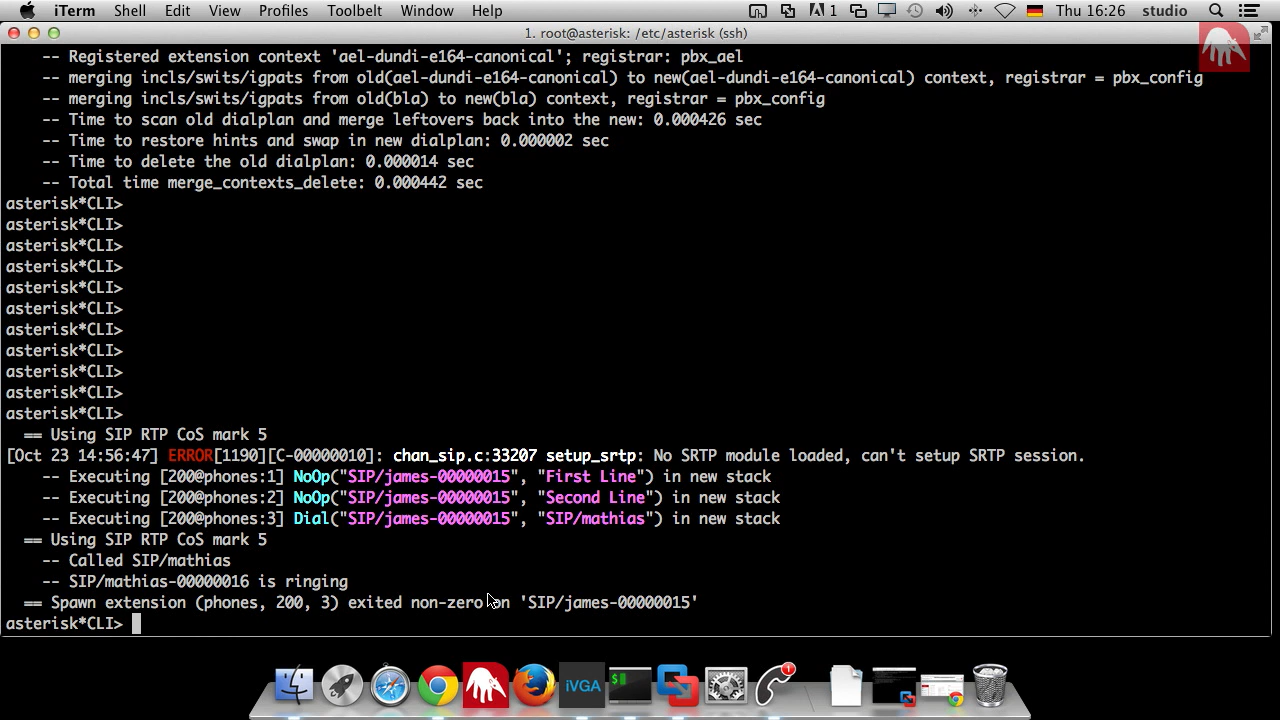 iTerm Shell Edit View Profiles Toolbelt Window Help 1 Thu 16:26 studio
1. root@asterisk: /etc/asterisk (ssh)
-- Registered extension context 'ael-dundi-e164-canonical'; registrar: pbx_ael
-- merging incls/swits/igpats from old(ael-dundi-e164-canonical) to new(ael-dundi-e164-canonical) context, registrar = pbx_config
-- merging incls/swits/igpats from old(bla) to new(bla) context, registrar = pbx_config
-- Time to scan old dialplan and merge leftovers back into the new: 0.000426 sec
-- Time to restore hints and swap in new dialplan: 0.000002 sec
-- Time to delete the old dialplan: 0.000014 sec
-- Total time merge_contexts_delete: 0.000442 sec
asterisk*CLI>
asterisk*CLI>
asterisk*CLI>
asterisk*CLI>
asterisk*CLI>
asterisk*CLI>
asterisk*CLI>
asterisk*CLI>
asterisk*CLI>
asterisk*CLI>
asterisk*CLI>
== Using SIP RTP CoS mark 5
[Oct 23 14:56:47] ERROR[1190][C-00000010]: chan_sip.c:33207 setup_srtp: No SRTP module loaded, can't setup SRTP session.
-- Executing [200@phones:1] NoOp("SIP/james-00000015", "First Line") in new stack
-- Executing [200@phones:2] NoOp("SIP/james-00000015", "Second Line") in new stack
-- Executing [200@phones:3] Dial("SIP/james-00000015", "SIP/mathias") in new stack
== Using SIP RTP CoS mark 5
-- Called SIP/mathias
-- SIP/mathias-00000016 is ringing
== Spawn extension (phones, 200, 3) exited non-zero on 'SIP/james-00000015'
asterisk*CLI>
iVGA
$
1